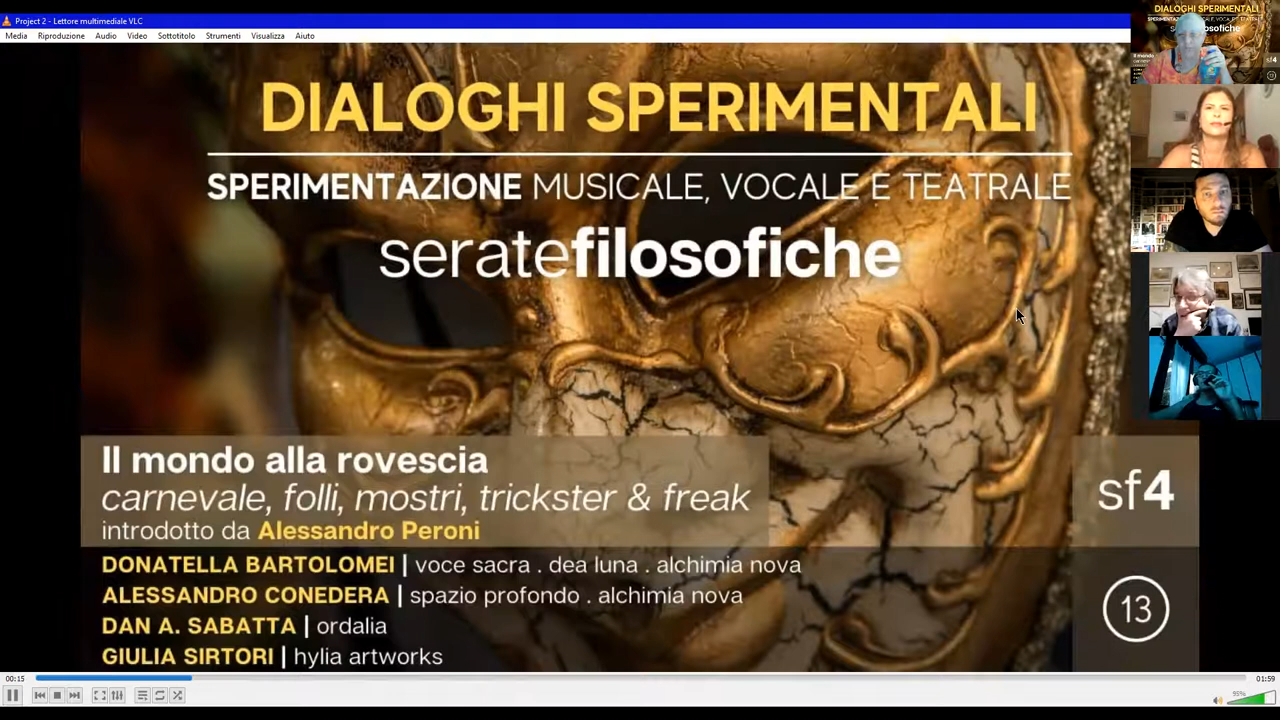 Project 2 - Lettore multimediale VLC
Media Riproduzione Audio Video Sottotitolo Strumenti Visualizza Aiuto
DIALOGHI SPERIMENTALI
SPERIMENTAZIONE MUSICALE, VOCALE E TEATRALE
seratefilosofiche
Il mondo alla rovescia
carnevale, folli, mostri, trickster & freak
introdotto da Alessandro Peroni
sf4
DONATELLA BARTOLOMEI | voce sacra . dea luna . alchimia nova
ALESSANDRO CONEDERA | spazio profondo . alchimia nova
DAN A. SABATTA | ordalia
GIULIA SIRTORI | hylia artworks
13
00:15
01:59
95%
DIALOGHI SPERIMENTALI
sf4